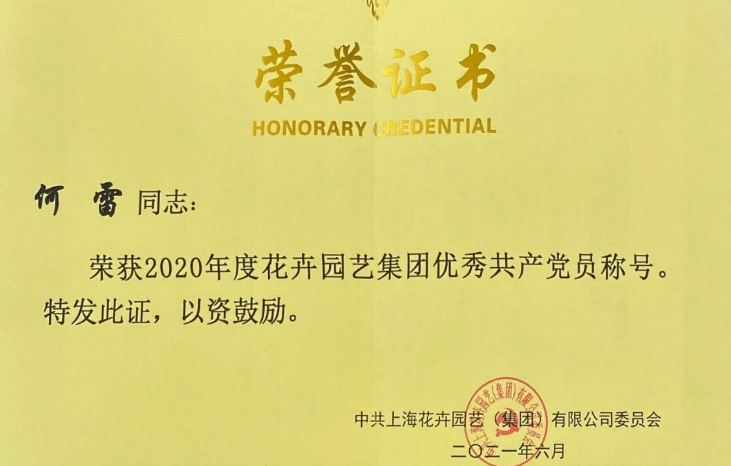 荣誉证书
HONORARY CREDENTIAL
何 雷 同志：
荣获2020年度花卉园艺集团优秀共产党员称号。
特发此证，以资鼓励。
中共上海花卉园艺（集团）有限公司委员会
二〇二一年六月